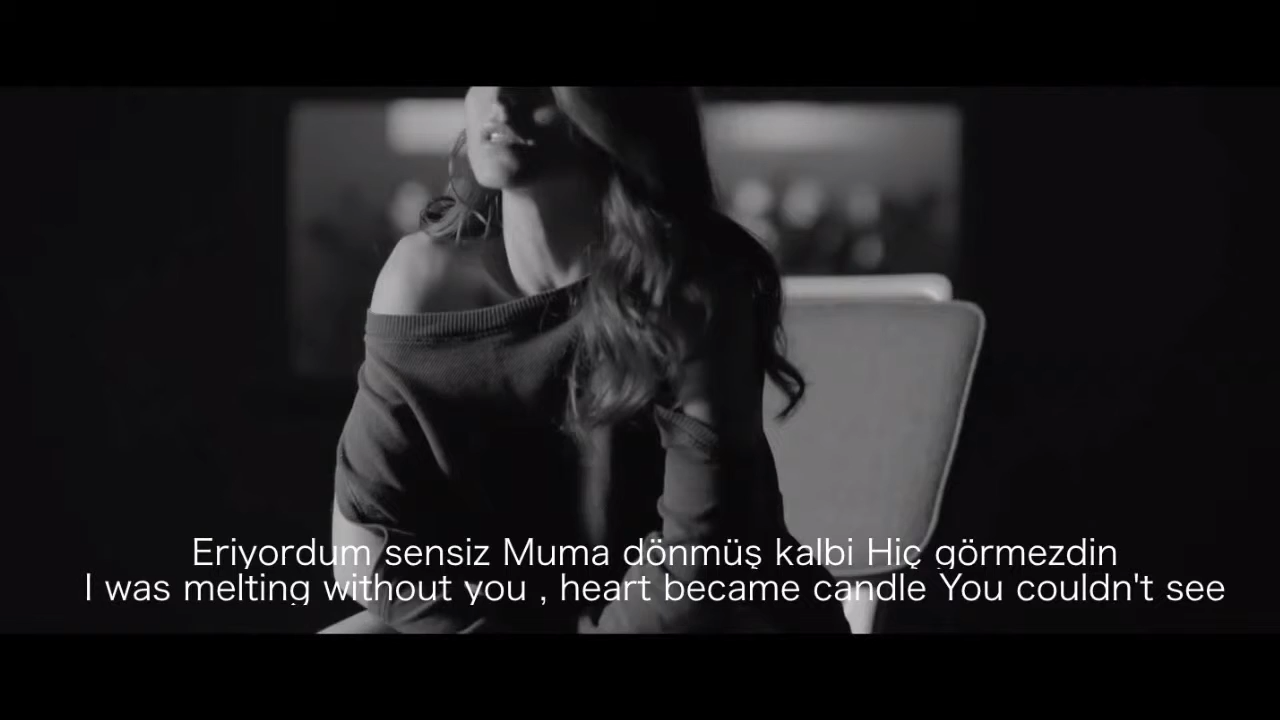 Eriyordum sensiz Muma dönmüş kalbi Hiç görmezdin
I was melting without you , heart became candle You couldn't see